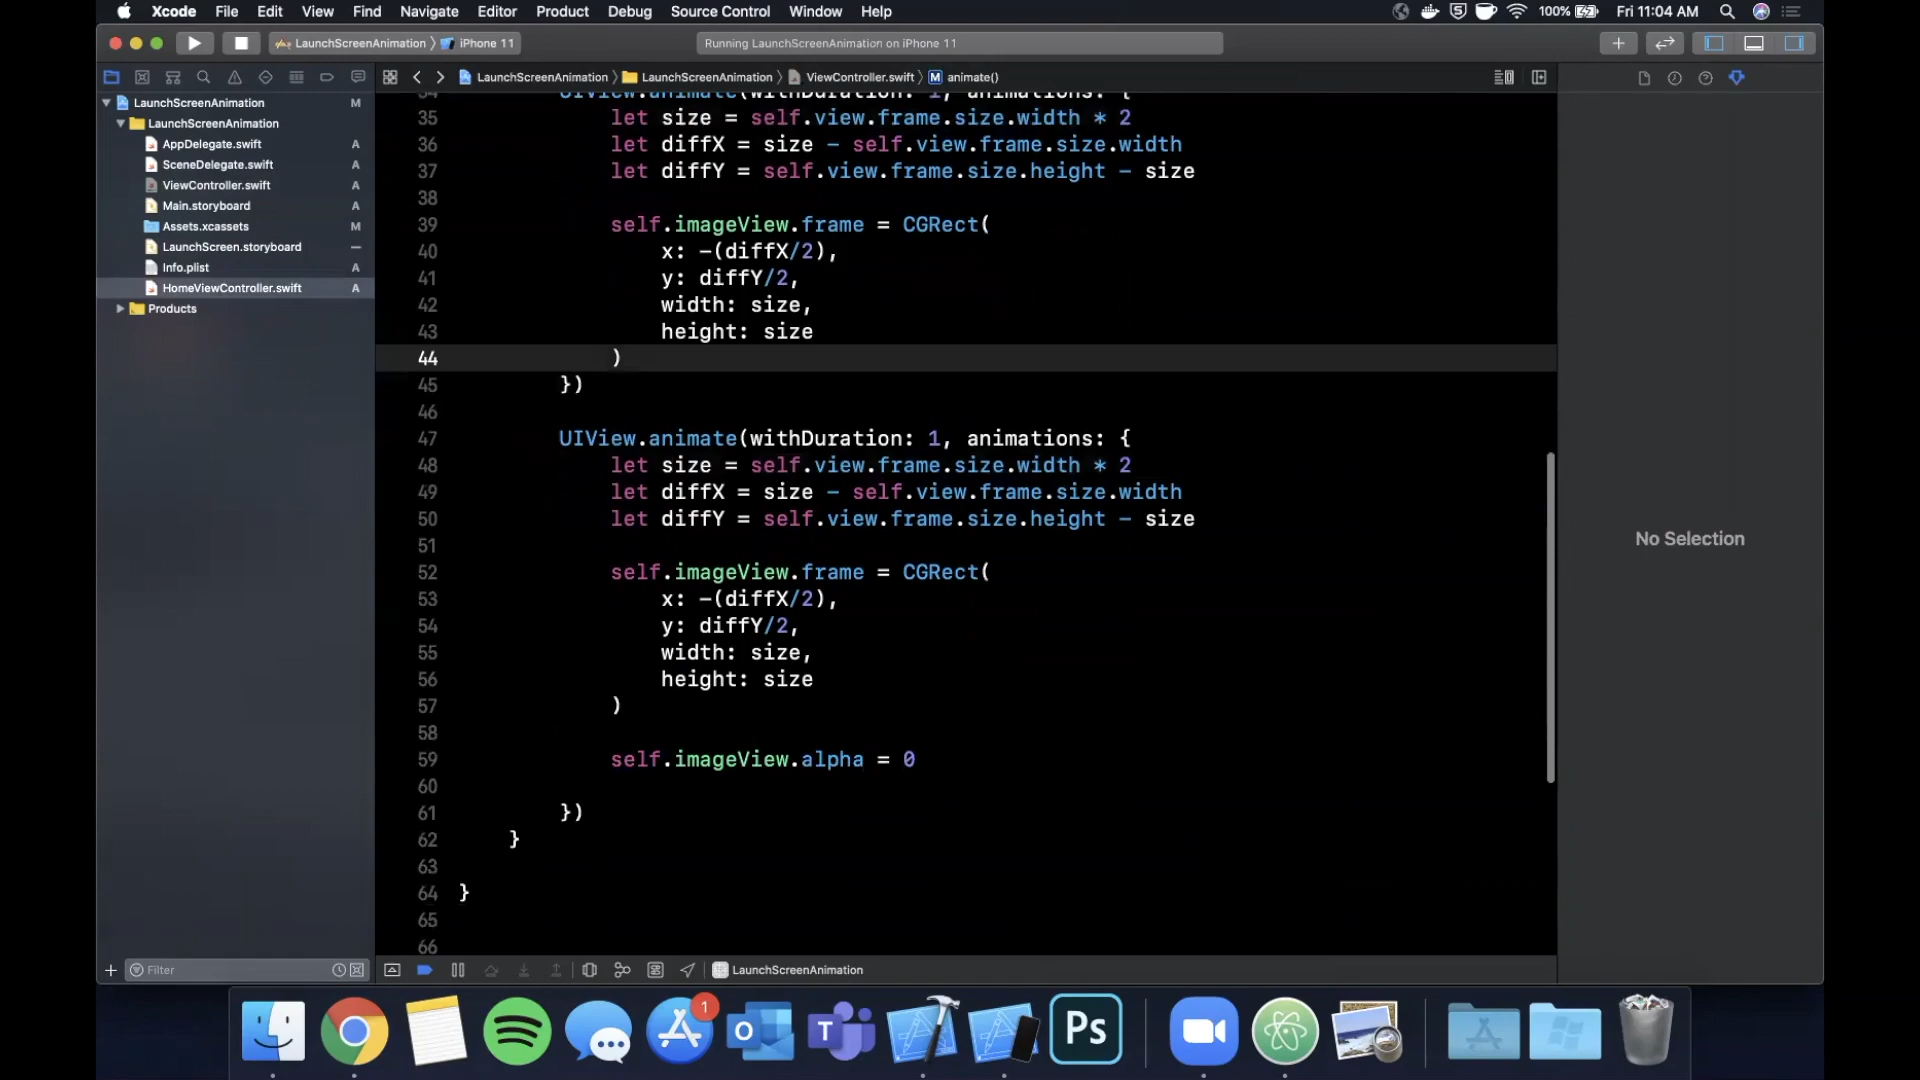 Xcode File Edit View Find Navigate Editor Product Debug Source Control Window Help 100% Fri 11:04 AM
LaunchScreenAnimation iPhone 11 Running LaunchScreenAnimation on iPhone 11
LaunchScreenAnimation LaunchScreenAnimation ViewController.swift M animate()
LaunchScreenAnimation M
LaunchScreenAnimation
AppDelegate.swift A
SceneDelegate.swift A
ViewController.swift A
Main.storyboard A
Assets.xcassets M
LaunchScreen.storyboard —
Info.plist A
HomeViewController.swift A
Products
34 UIView.animate(withDuration: 1, animations: {
35 let size = self.view.frame.size.width * 2
36 let diffX = size - self.view.frame.size.width
37 let diffY = self.view.frame.size.height - size
38
39 self.imageView.frame = CGRect(
40 x: -(diffX/2),
41 y: diffY/2,
42 width: size,
43 height: size
44 )
45 })
46
47 UIView.animate(withDuration: 1, animations: {
48 let size = self.view.frame.size.width * 2
49 let diffX = size - self.view.frame.size.width
50 let diffY = self.view.frame.size.height - size
51
52 self.imageView.frame = CGRect(
53 x: -(diffX/2),
54 y: diffY/2,
55 width: size,
56 height: size
57 )
58
59 self.imageView.alpha = 0
60
61 })
62 }
63
64 }
65
66
No Selection
Filter
LaunchScreenAnimation
1
Ps